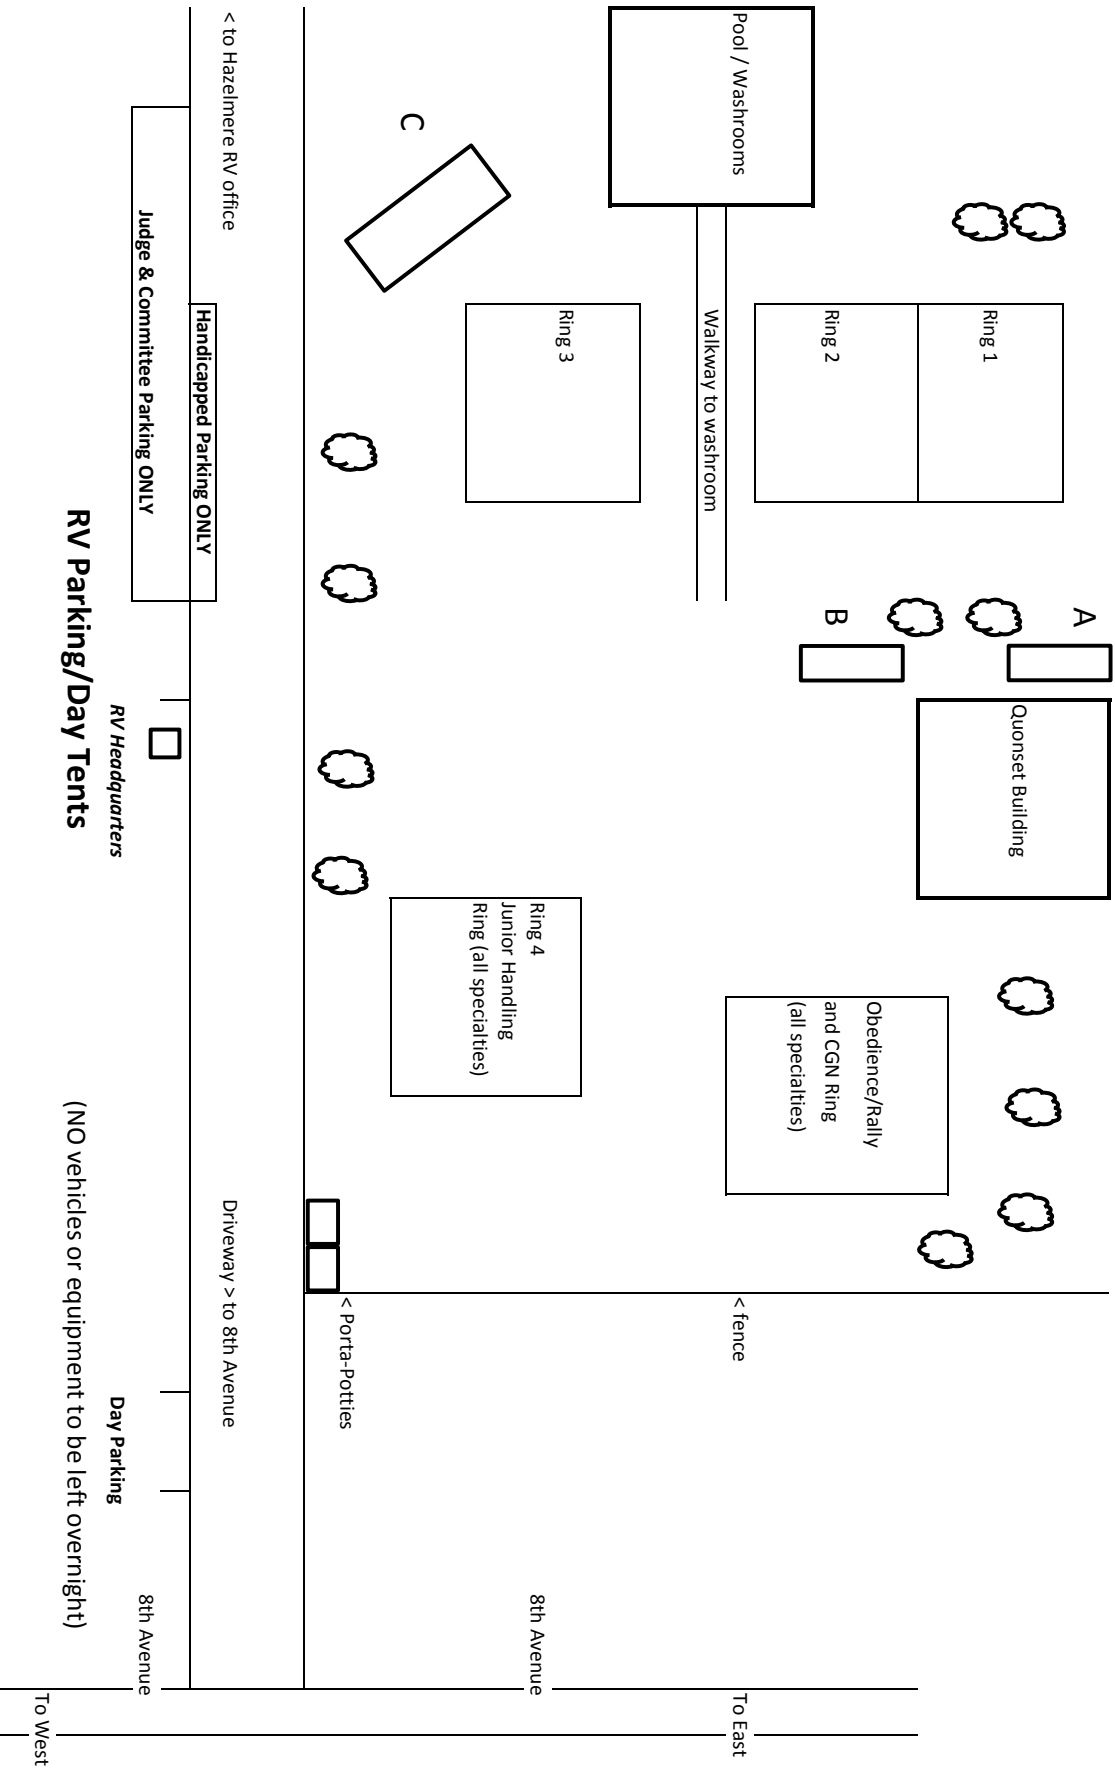 A
B
Quonset Building
Ring 1
Ring 2
Obedience/Rally
and CGN Ring
(all specialties)
Pool / Washrooms
Walkway to washroom
< fence
To East
Ring 3
Ring 4
Junior Handling
Ring (all specialties)
8th Avenue
C
< Porta-Potties
< to Hazelmere RV office
Driveway > to 8th Avenue
Handicapped Parking ONLY
Judge & Committee Parking ONLY
8th Avenue
RV Headquarters
Day Parking
RV Parking/Day Tents
(NO vehicles or equipment to be left overnight)
To West